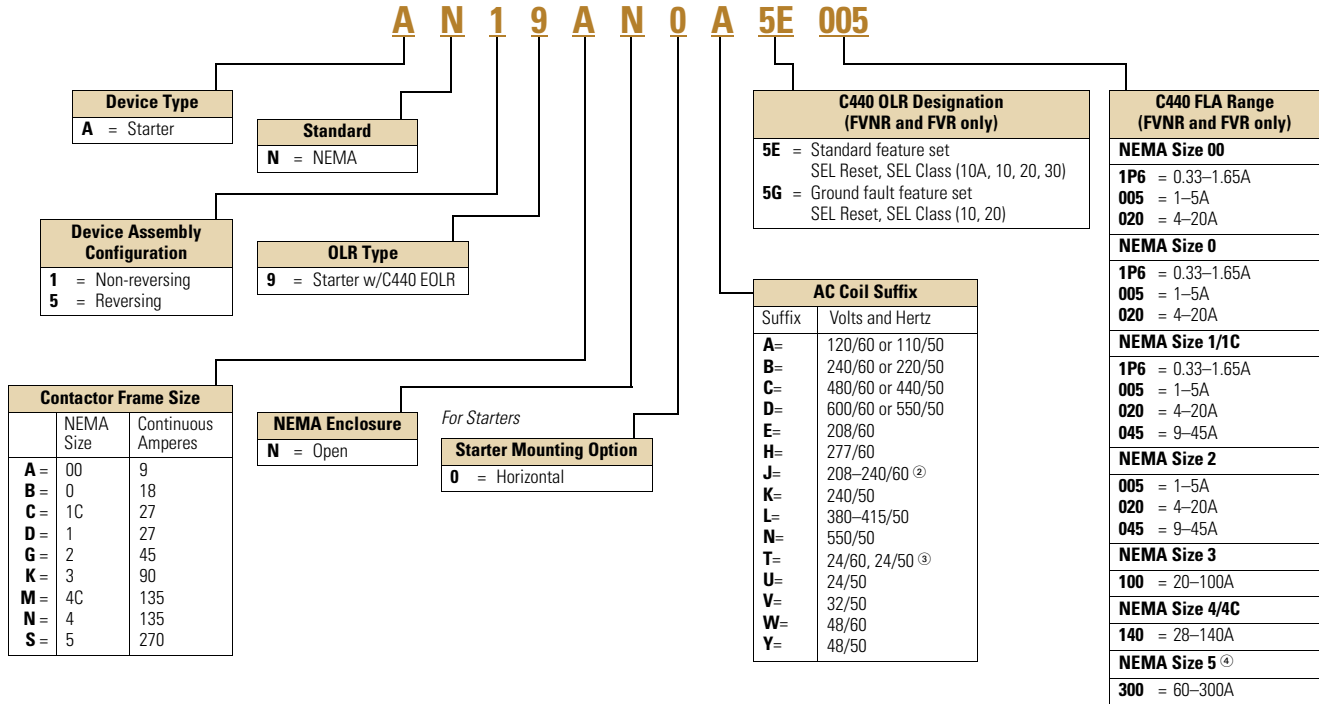 A N 1 9 A N 0 A 5E 005
Device Type
A = Starter
Standard
N = NEMA
Device Assembly
Configuration
1 = Non-reversing
5 = Reversing
OLR Type
9 = Starter w/C440 EOLR
Contactor Frame Size
NEMA Size Continuous Amperes
A = 00 9
B = 0 18
C = 1C 27
D = 1 27
G = 2 45
K = 3 90
M = 4C 135
N = 4 135
S = 5 270
NEMA Enclosure
N = Open
For Starters
Starter Mounting Option
0 = Horizontal
C440 OLR Designation
(FVNR and FVR only)
5E = Standard feature set
SEL Reset, SEL Class (10A, 10, 20, 30)
5G = Ground fault feature set
SEL Reset, SEL Class (10, 20)
AC Coil Suffix
Suffix Volts and Hertz
A= 120/60 or 110/50
B= 240/60 or 220/50
C= 480/60 or 440/50
D= 600/60 or 550/50
E= 208/60
H= 277/60
J= 208–240/60 ②
K= 240/50
L= 380–415/50
N= 550/50
T= 24/60, 24/50 ③
U= 24/50
V= 32/50
W= 48/60
Y= 48/50
C440 FLA Range
(FVNR and FVR only)
NEMA Size 00
1P6 = 0.33–1.65A
005 = 1–5A
020 = 4–20A
NEMA Size 0
1P6 = 0.33–1.65A
005 = 1–5A
020 = 4–20A
NEMA Size 1/1C
1P6 = 0.33–1.65A
005 = 1–5A
020 = 4–20A
045 = 9–45A
NEMA Size 2
005 = 1–5A
020 = 4–20A
045 = 9–45A
NEMA Size 3
100 = 20–100A
NEMA Size 4/4C
140 = 28–140A
NEMA Size 5 ④
300 = 60–300A